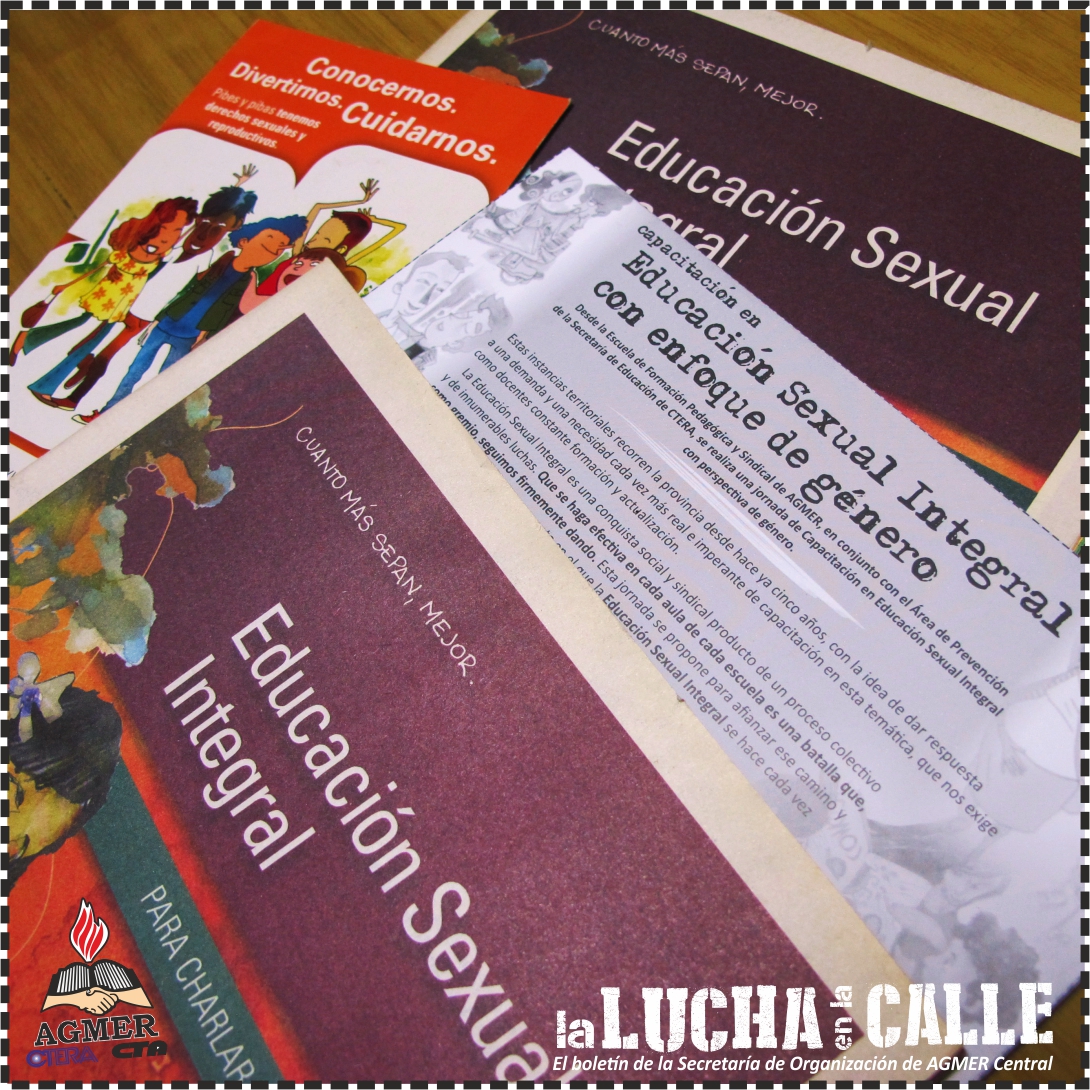 Conocernos.
Divertirnos.
Cuidarnos.
Pibes y pibas tenemos
derechos sexuales y
reproductivos.
CUANTO MÁS SEPAN, MEJOR.
Educación Sexual
Integral
capacitación en
Educación Sexual Integral
con enfoque de género
Desde la Escuela de Formación Pedagógica y Sindical de AGMER, en conjunto con el Área de Prevención
de la Secretaría de Educación de CTERA, se realiza una jornada de Capacitación en Educación Sexual Integral
con perspectiva de género.
Estas instancias territoriales recorren la provincia desde hace ya cinco años, con la idea de dar respuesta
a una demanda y una necesidad cada vez más real e imperante de capacitación en esta temática, que nos exige
como docentes constante formación y actualización.
La Educación Sexual Integral es una conquista social y sindical producto de un proceso colectivo
y de innumerables luchas. Que se haga efectiva en cada aula de cada escuela es una batalla que,
como gremio, seguimos firmemente dando. Esta jornada se propone para afianzar ese camino y
el que la Educación Sexual Integral se hace cada vez
CUANTO MÁS SEPAN, MEJOR.
Educación Sexua
Integral
PARA CHARLAR
AGMER
CTERA CTA
la LUCHA en la CALLE
El boletín de la Secretaría de Organización de AGMER Central